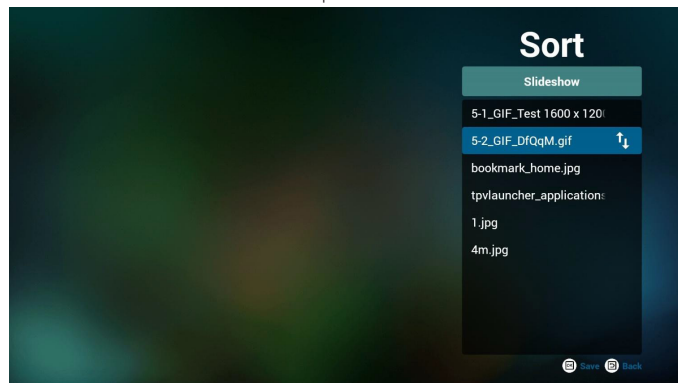 Sort
Slideshow
5-1_GIF_Test 1600 x 120
5-2_GIF_DfQqM.gif
bookmark_home.jpg
tpvlauncher_applications
1.jpg
4m.jpg
Save Back